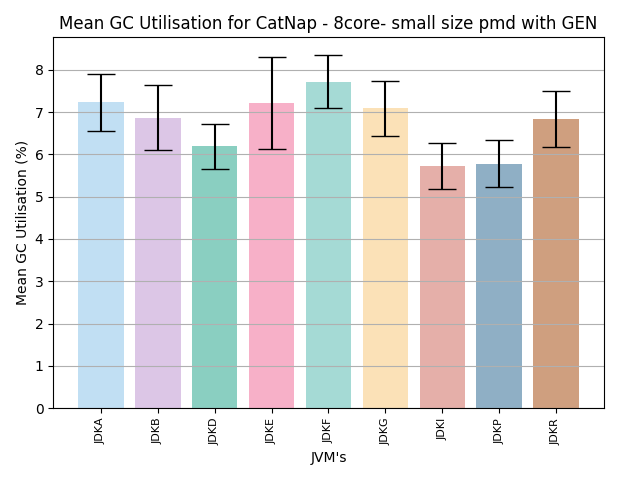 Mean GC Utilisation for CatNap - 8core- small size pmd with GEN
Mean GC Utilisation (%)
8
7
6
5
4
3
2
1
0
JDKA
JDKB
JDKD
JDKE
JDKF
JDKG
JDKI
JDKP
JDKR
JVM's